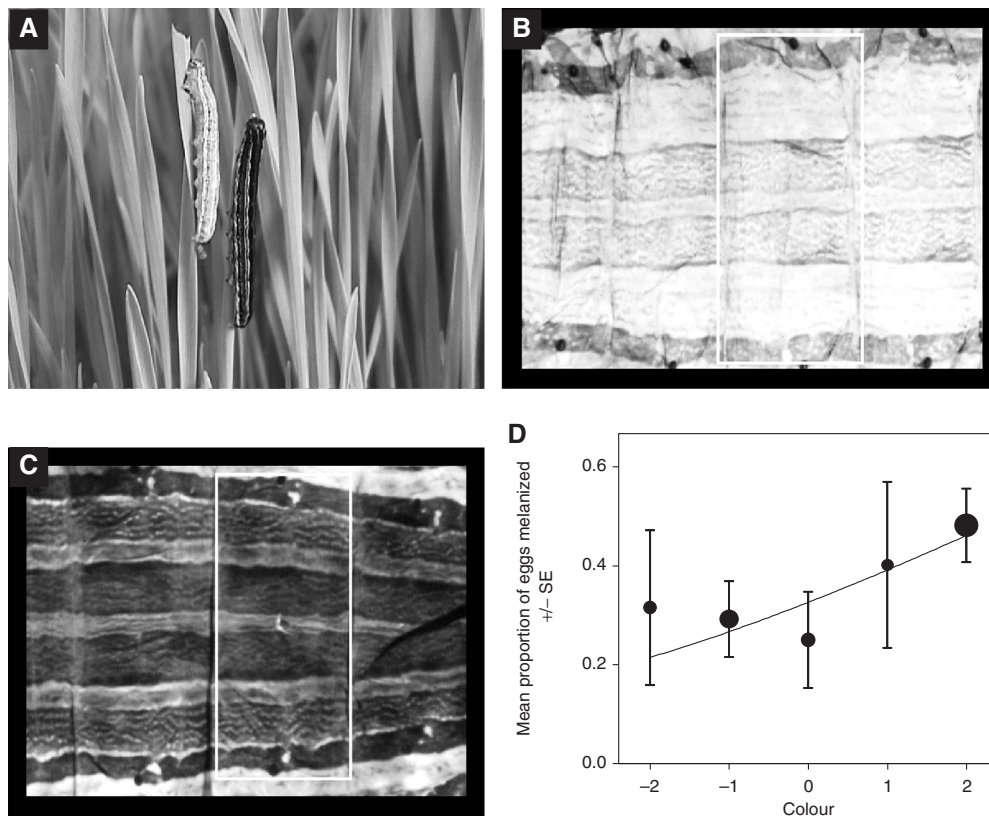 A
B
C
D
Mean proportion of eggs melanized
+/− SE
0.6
0.4
0.2
0.0
−2
−1
0
1
2
Colour